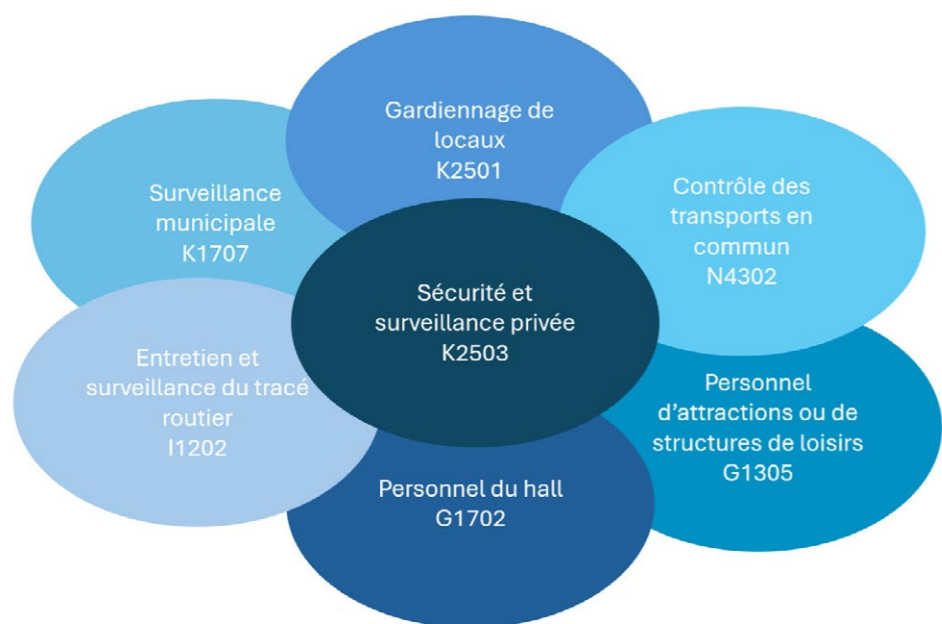 Gardiennage de
locaux
K2501
Surveillance
municipale
K1707
Contrôle des
transports en
commun
N4302
Sécurité et
surveillance privée
K2503
Entretien et
surveillance du tracé
routier
I1202
Personnel
d’attractions ou de
structures de loisirs
G1305
Personnel du hall
G1702